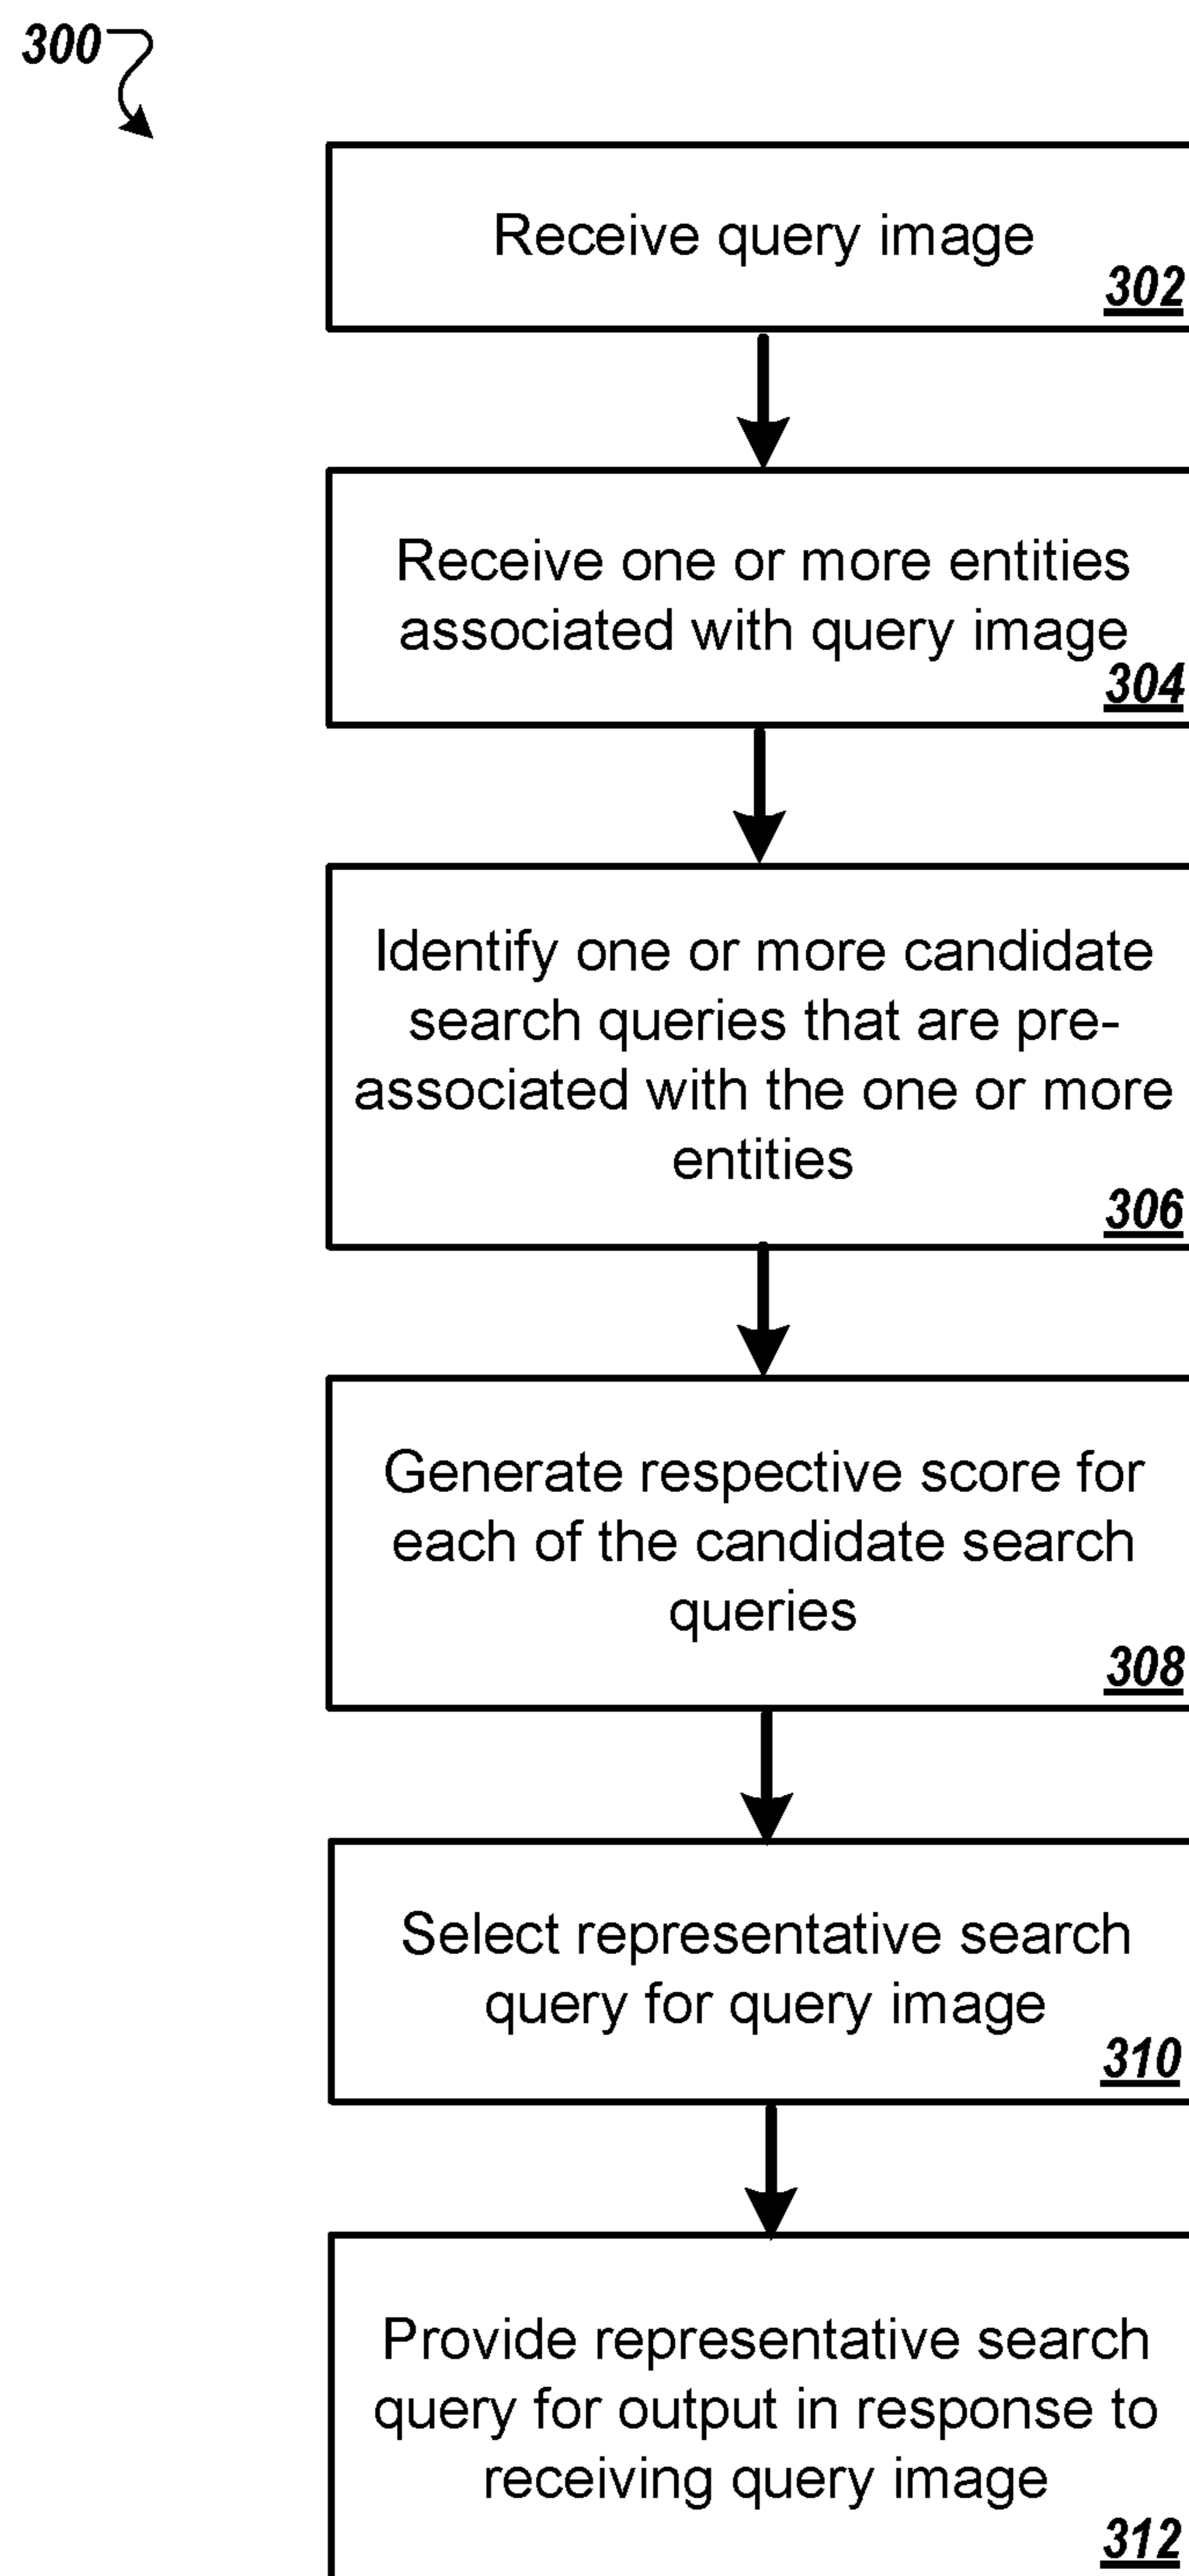 300
Receive query image
302
Receive one or more entities
associated with query image
304
Identify one or more candidate
search queries that are pre-
associated with the one or more
entities
306
Generate respective score for
each of the candidate search
queries
308
Select representative search
query for query image
310
Provide representative search
query for output in response to
receiving query image
312